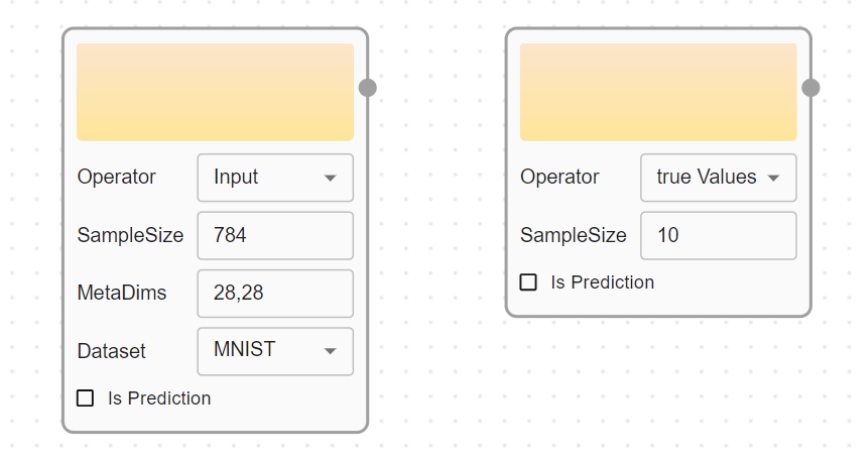 Operator Input
SampleSize 784
MetaDims 28,28
Dataset MNIST
Is Prediction
Operator true Values
SampleSize 10
Is Prediction